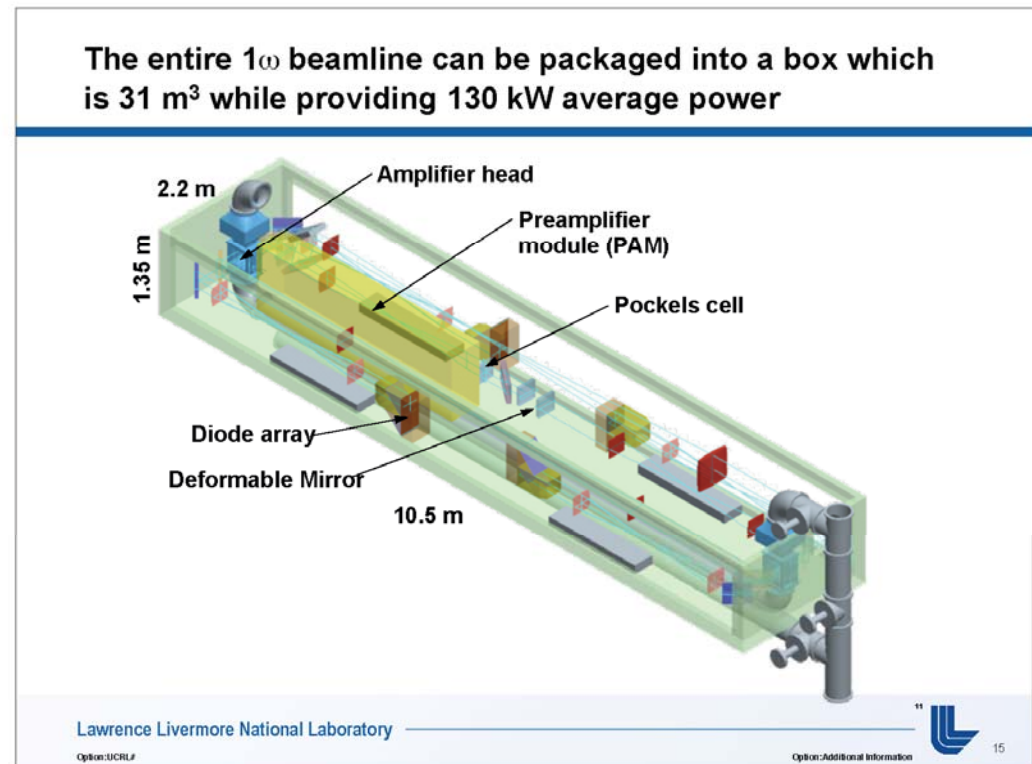 The entire 1ω beamline can be packaged into a box which
is 31 m³ while providing 130 kW average power
2.2 m
Amplifier head
Preamplifier
module (PAM)
1.35 m
Pockels cell
Diode array
Deformable Mirror
10.5 m
Lawrence Livermore National Laboratory
11
15
Option:UCRL#
Option:Additional Information